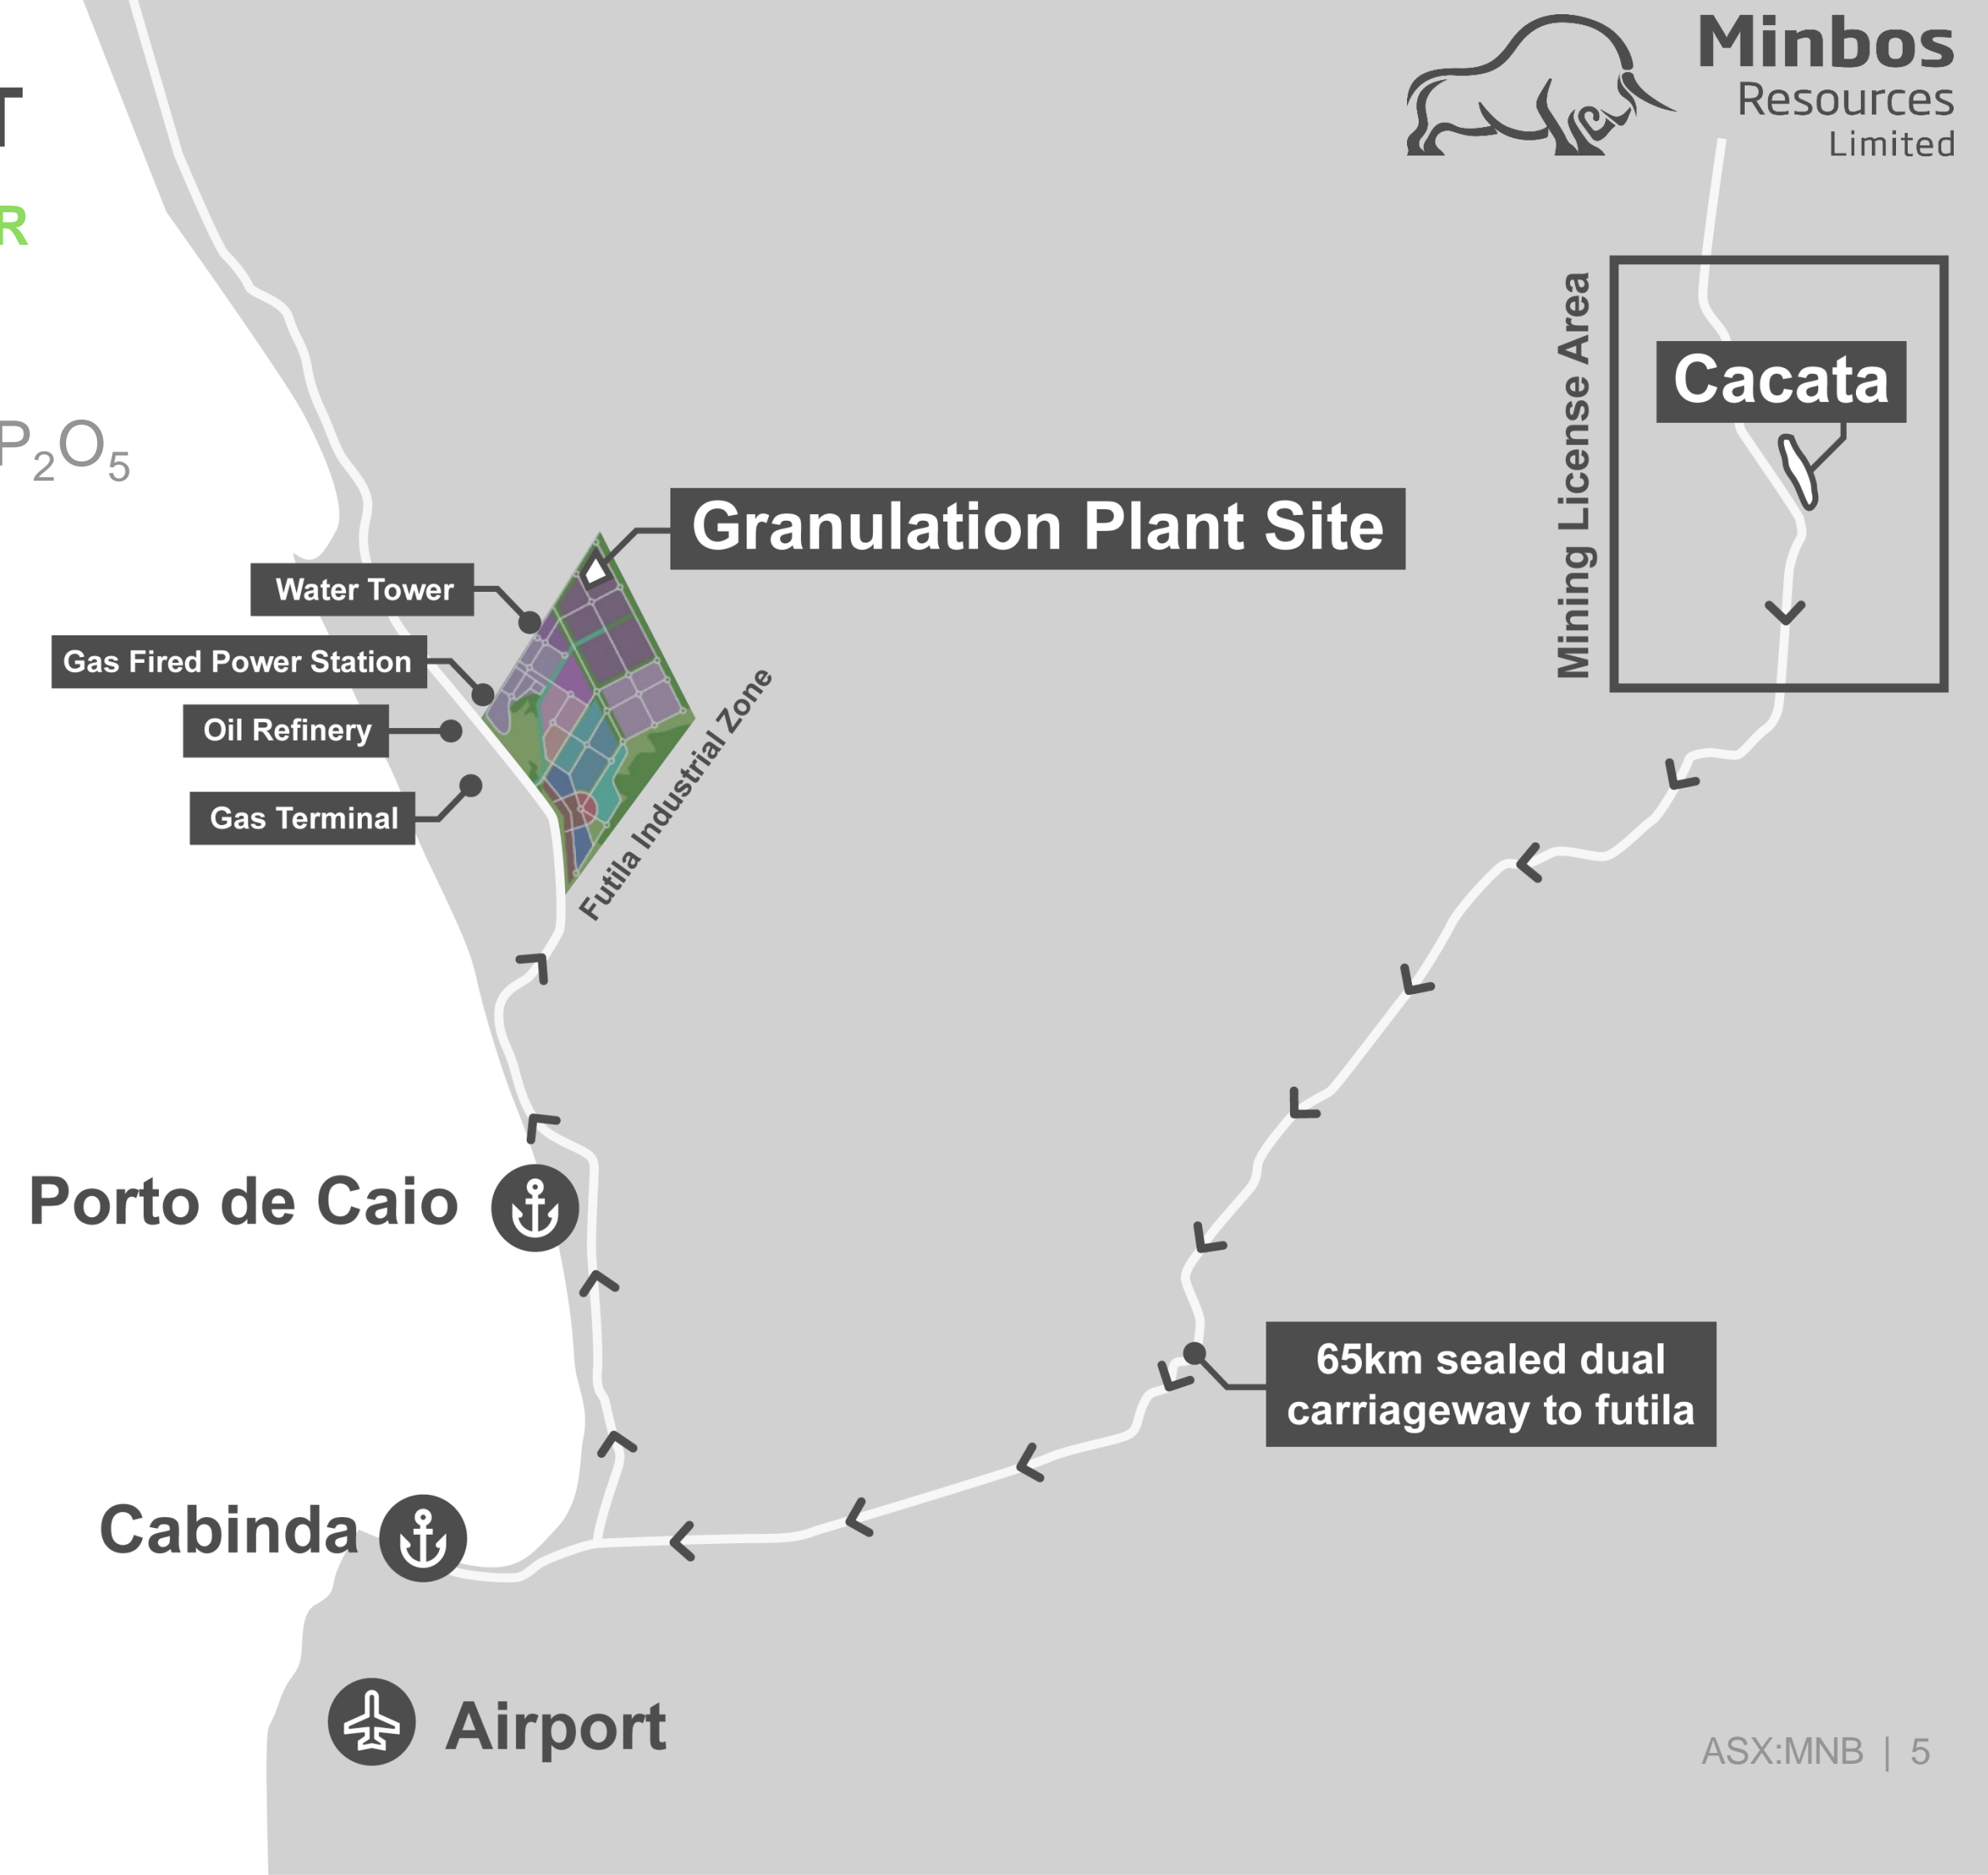 Minbos
Resources
Limited
T
R
P₂O₅
Mining License Area
Cacata
Granulation Plant Site
Water Tower
Gas Fired Power Station
Oil Refinery
Gas Terminal
Futila Industrial Zone
Porto de Caio
65km sealed dual
carriageway to futila
Cabinda
Airport
ASX:MNB | 5